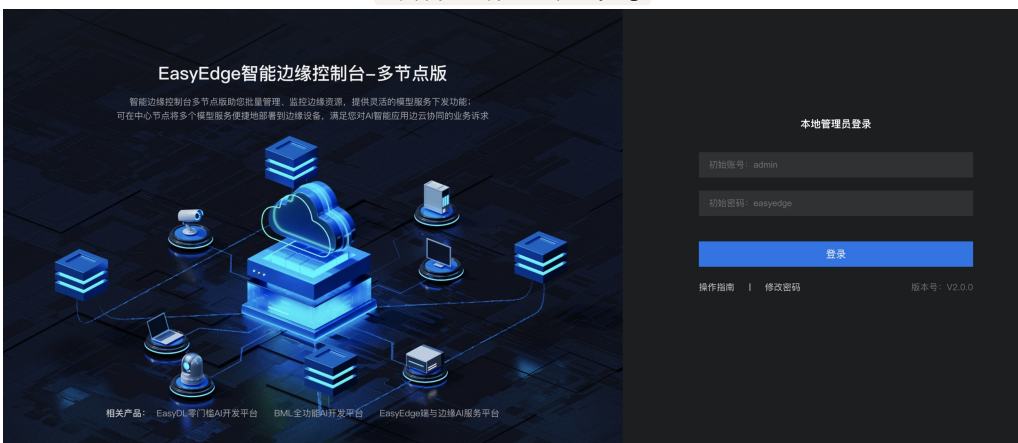 EasyEdge智能边缘控制台-多节点版
智能边缘控制台多节点版助您批量管理、监控边缘资源，提供灵活的模型服务下发功能；
可在中心节点将多个模型服务便捷地部署到边缘设备，满足您对AI智能应用边云协同的业务诉求
相关产品： EasyDL零门槛AI开发平台 BML全功能AI开发平台 EasyEdge端与边缘AI服务平台
本地管理员登录
初始账号：admin
初始密码：easyedge
登录
操作指南 | 修改密码 版本号：V2.0.0